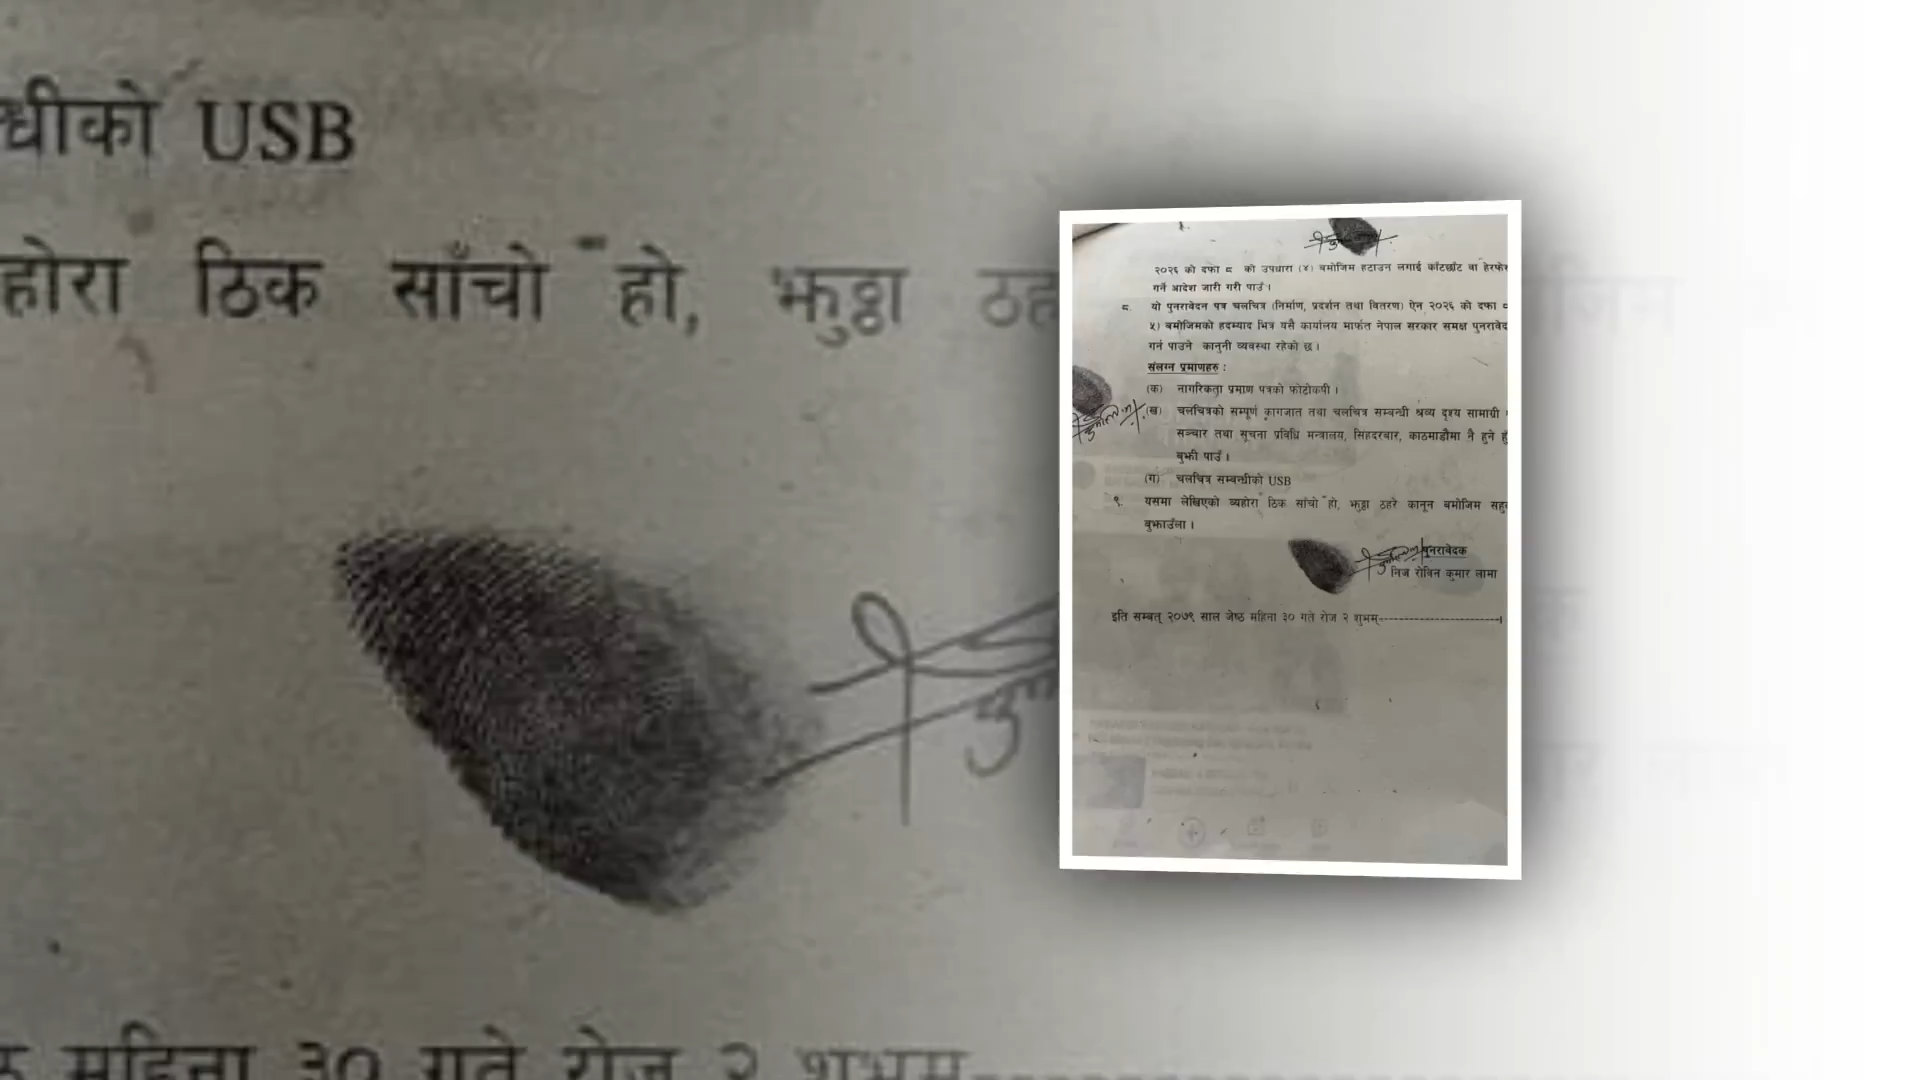 धीको USB
होरा ठिक साँचो हो, झुठ्ठा ठह
महिना ३० गते रोज २ शुभम्
२०२६ को दफा ८ को उपधारा (४) बमोजिम हटाउन लगाई काँटछाँट वा हेरफेर
गर्न आदेश जारी गरी पाउँ ।
८. यो पुनरावेदन पत्र चलचित्र (निर्माण, प्रदर्शन तथा वितरण) ऐन २०२६ को दफा ८
५) बमोजिमको हदम्याद भित्र यसै कार्यालय मार्फत नेपाल सरकार समक्ष पुनरावेद
गर्न पाउने कानुनी व्यवस्था रहेको छ ।
संलग्न प्रमाणहरु :
(क) नागरिकता प्रमाण पत्रको फोटोकपी ।
(ख) चलचित्रको सम्पूर्ण कागजात तथा चलचित्र सम्बन्धी श्रव्य दृश्य सामाग्री
सञ्चार तथा सूचना प्रविधि मन्त्रालय, सिंहदरबार, काठमाडौमा नै हुने हुँ
बुझी पाउँ ।
(ग) चलचित्र सम्बन्धीको USB
९. यसमा लेखिएको व्यहोरा ठिक साँचो हो, झुठ्ठा ठहरे कानून बमोजिम सहु
बुझाउँला ।
पुनरावेदक
निज रोविन कुमार लामा
इति सम्बत् २०७९ साल जेष्ठ महिना ३० गते रोज २ शुभम्